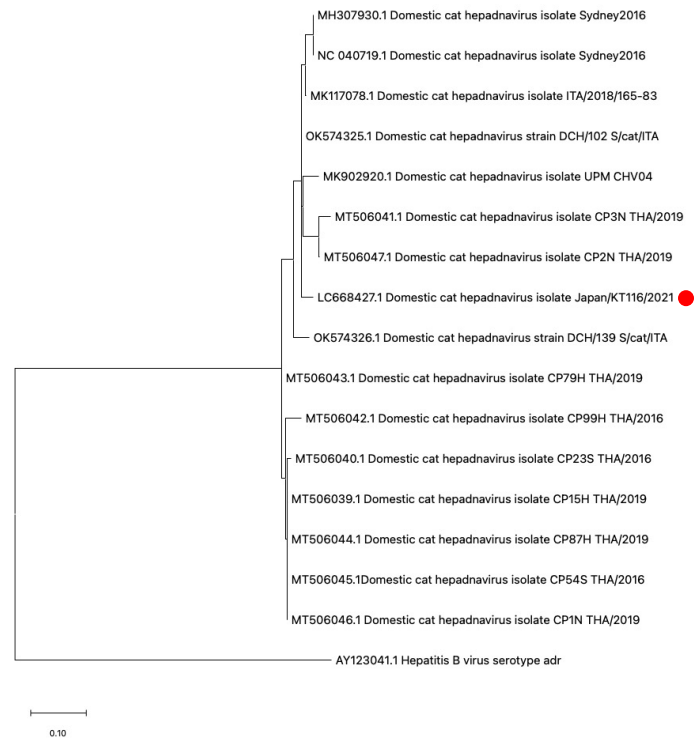 MH307930.1 Domestic cat hepadnavirus isolate Sydney2016
NC 040719.1 Domestic cat hepadnavirus isolate Sydney2016
MK117078.1 Domestic cat hepadnavirus isolate ITA/2018/165-83
OK574325.1 Domestic cat hepadnavirus strain DCH/102 S/cat/ITA
MK902920.1 Domestic cat hepadnavirus isolate UPM CHV04
MT506041.1 Domestic cat hepadnavirus isolate CP3N THA/2019
MT506047.1 Domestic cat hepadnavirus isolate CP2N THA/2019
LC668427.1 Domestic cat hepadnavirus isolate Japan/KT116/2021
OK574326.1 Domestic cat hepadnavirus strain DCH/139 S/cat/ITA
MT506043.1 Domestic cat hepadnavirus isolate CP79H THA/2019
MT506042.1 Domestic cat hepadnavirus isolate CP99H THA/2016
MT506040.1 Domestic cat hepadnavirus isolate CP23S THA/2016
MT506039.1 Domestic cat hepadnavirus isolate CP15H THA/2019
MT506044.1 Domestic cat hepadnavirus isolate CP87H THA/2019
MT506045.1Domestic cat hepadnavirus isolate CP54S THA/2016
MT506046.1 Domestic cat hepadnavirus isolate CP1N THA/2019
AY123041.1 Hepatitis B virus serotype adr
0.10